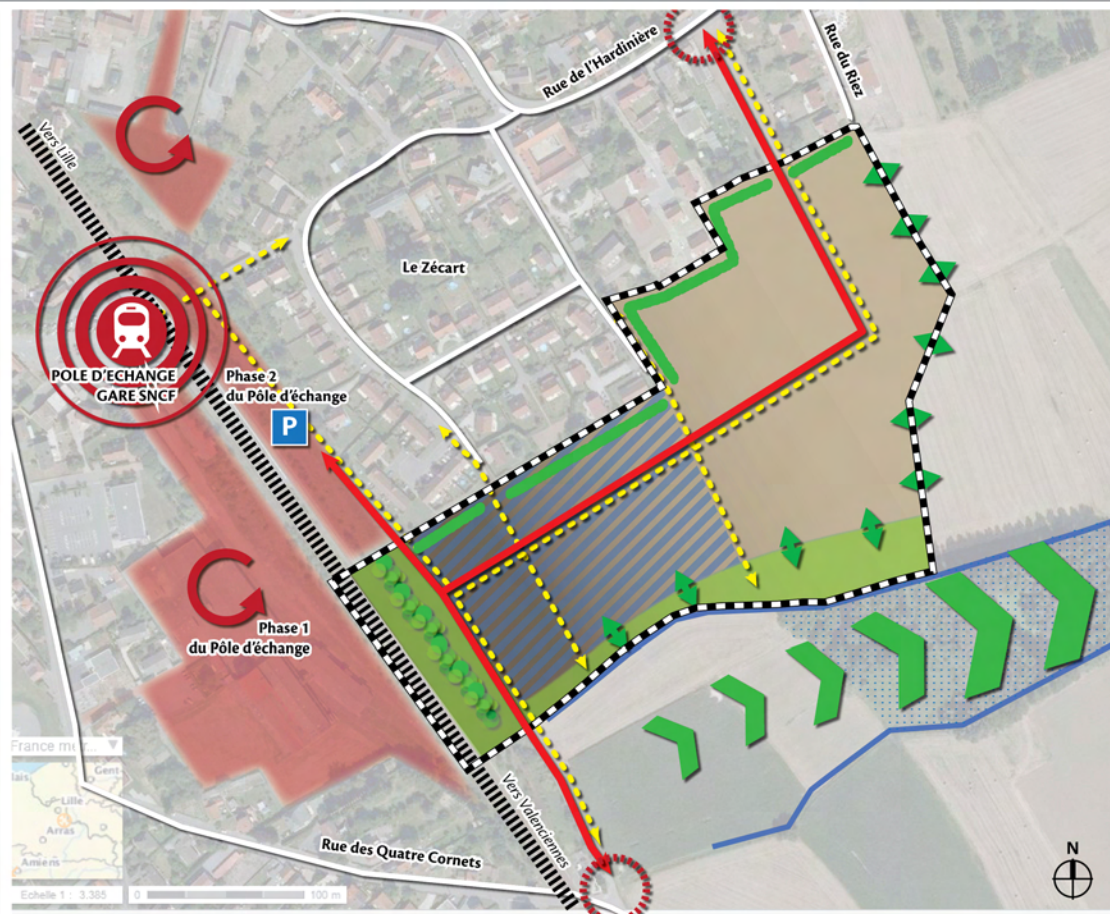 Rue de l'Hardinière
Rue du Riez
Vers Lille
Le Zécart
POLE D'ECHANGE
GARE SNCF
Phase 2
du Pôle d'échange
P
Phase 1
du Pôle d'échange
France
Gent
Lille
Arras
Amiens
Vers Valenciennes
Rue des Quatre Cornets
Echelle 1 : 3.385
0
100 m
N